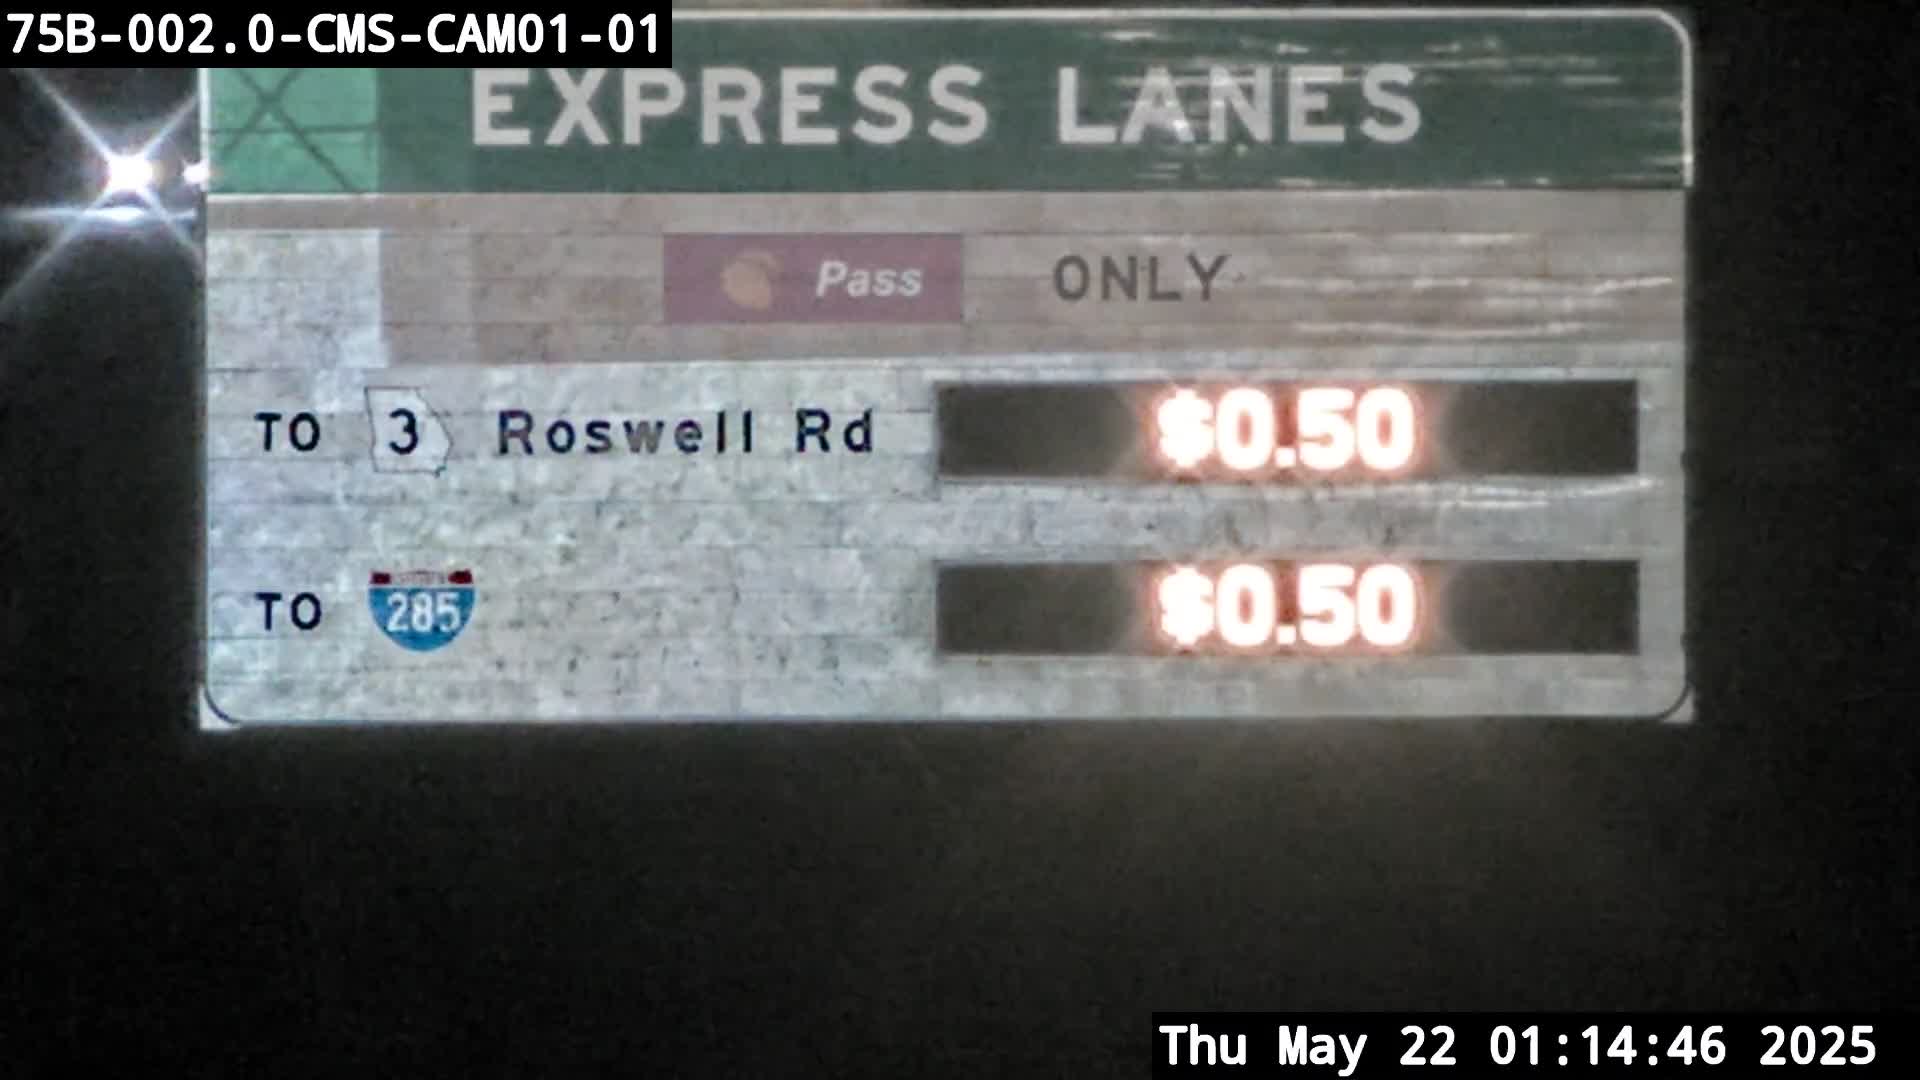 75B-002.0-CMS-CAM01-01
EXPRESS LANES
Pass ONLY
TO 3 Roswell Rd $0.50
TO 285 $0.50
Thu May 22 01:14:46 2025